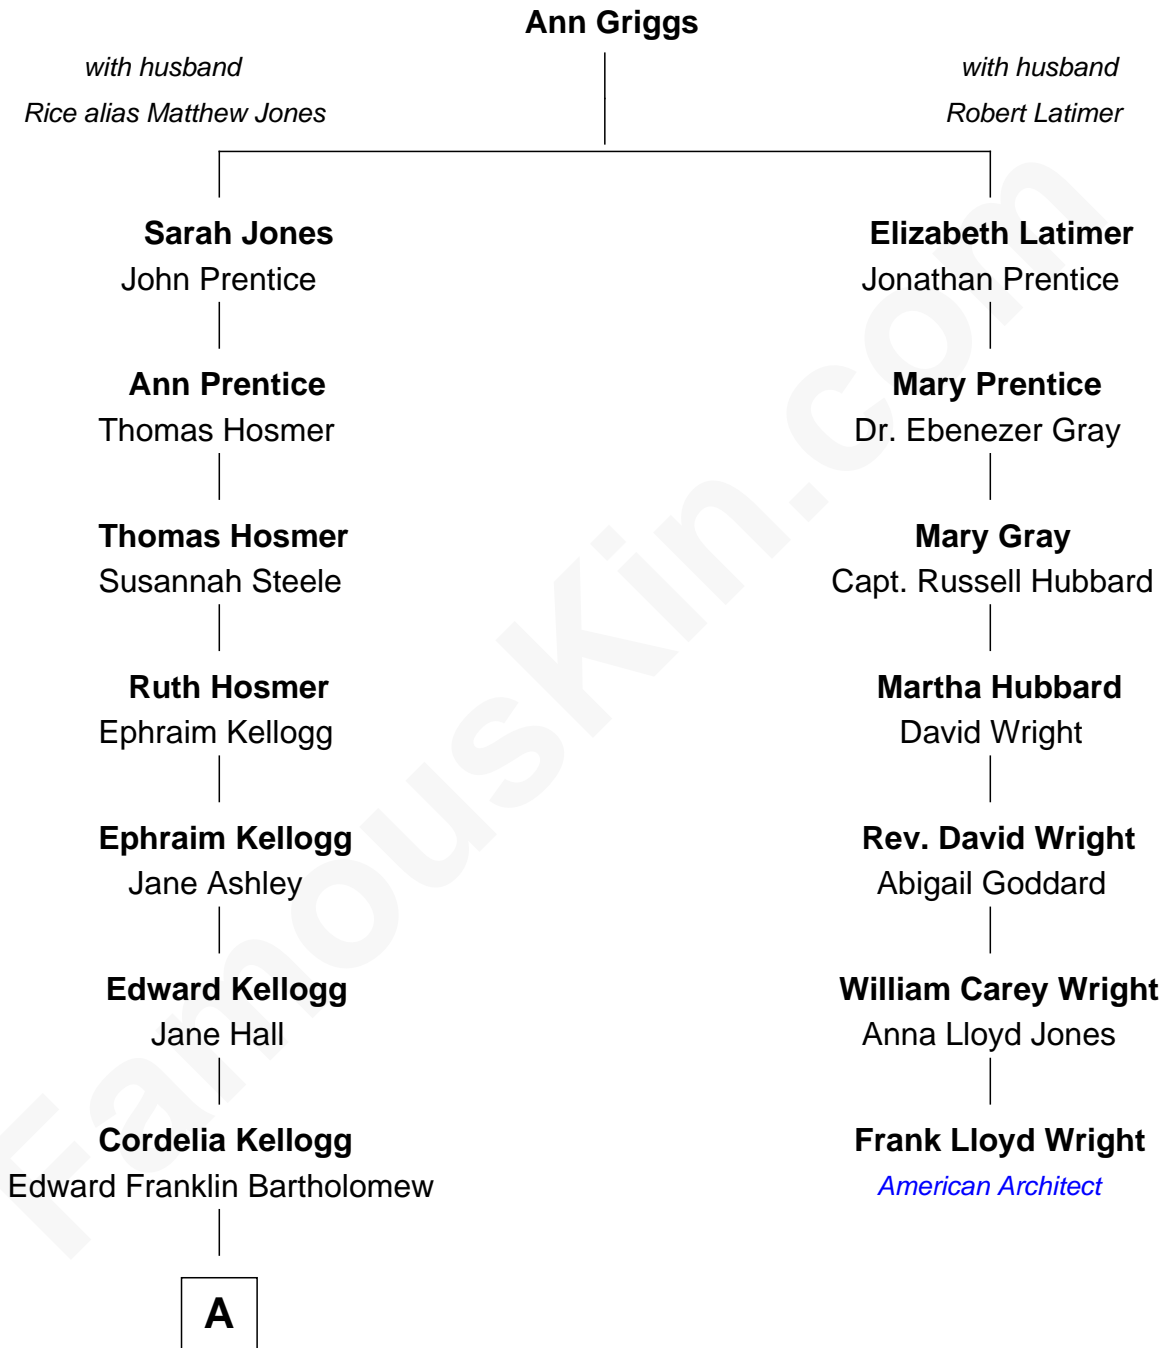 Ann Griggs
with husband
Rice alias Matthew Jones
with husband
Robert Latimer
Sarah Jones
John Prentice
Elizabeth Latimer
Jonathan Prentice
Ann Prentice
Thomas Hosmer
Mary Prentice
Dr. Ebenezer Gray
Thomas Hosmer
Susannah Steele
Mary Gray
Capt. Russell Hubbard
Ruth Hosmer
Ephraim Kellogg
Martha Hubbard
David Wright
Ephraim Kellogg
Jane Ashley
Rev. David Wright
Abigail Goddard
Edward Kellogg
Jane Hall
William Carey Wright
Anna Lloyd Jones
Cordelia Kellogg
Edward Franklin Bartholomew
Frank Lloyd Wright
American Architect
A
FamousKin.com